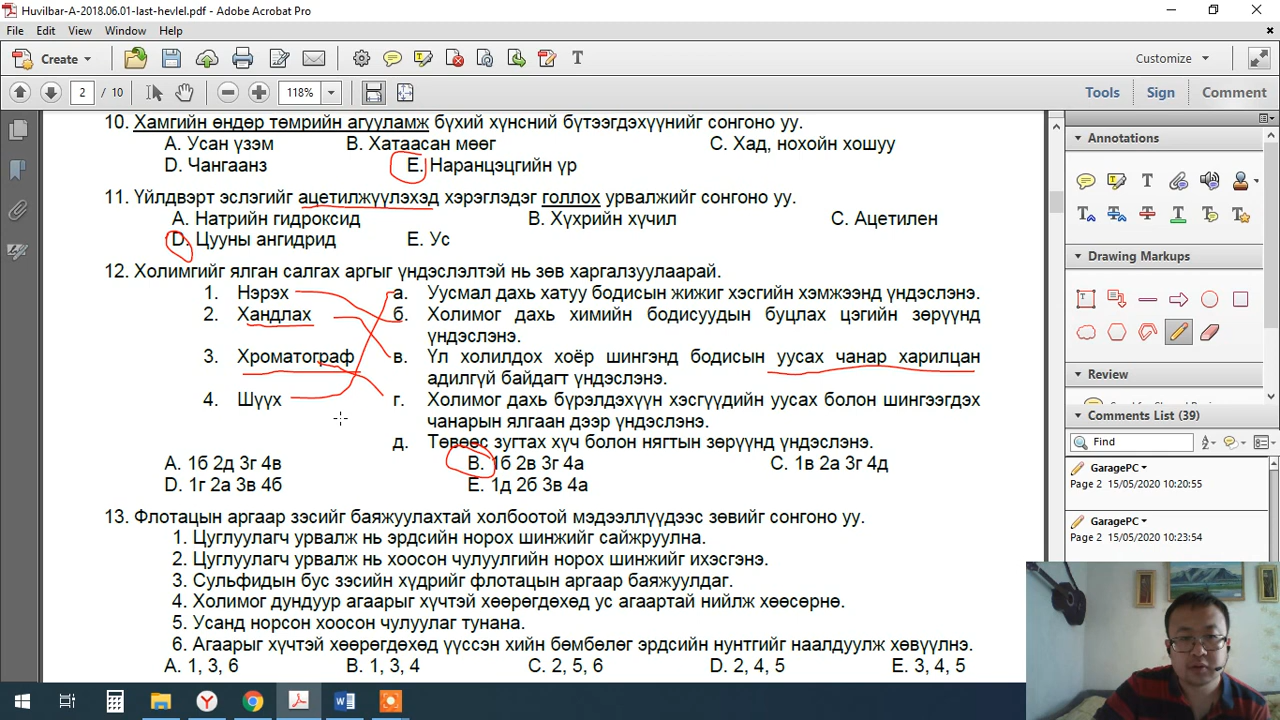 Huvilbar-A-2018.06.01-last-hevlel.pdf - Adobe Acrobat Pro
File Edit View Window Help
Create Customize
2 / 10 118% Tools Sign Comment
10. Хамгийн өндөр төмрийн агууламж бүхий хүнсний бүтээгдэхүүнийг сонгоно уу.
A. Усан үзэм B. Хатаасан мөөг C. Хад, нохойн хошуу
D. Чангаанз E. Наранцэцгийн үр
11. Үйлдвэрт эслэгийг ацетилжүүлэхэд хэрэглэдэг голлох урвалжийг сонгоно уу.
A. Натрийн гидроксид B. Хүхрийн хүчил C. Ацетилен
D. Цууны ангидрид E. Ус
12. Холимгийг ялган салгах аргыг үндэслэлтэй нь зөв харгалзуулаарай.
1. Нэрэх а. Уусмал дахь хатуу бодисын жижиг хэсгийн хэмжээнд үндэслэнэ.
2. Хандлах б. Холимог дахь химийн бодисуудын буцлах цэгийн зөрүүнд
үндэслэнэ.
3. Хроматограф в. Үл холилдох хоёр шингэнд бодисын уусах чанар харилцан
адилгүй байдагт үндэслэнэ.
4. Шүүх г. Холимог дахь бүрэлдэхүүн хэсгүүдийн уусах болон шингээгдэх
чанарын ялгаан дээр үндэслэнэ.
д. Төвөөс зугтах хүч болон нягтын зөрүүнд үндэслэнэ.
A. 1б 2д 3г 4в B. 1б 2в 3г 4а C. 1в 2а 3г 4д
D. 1г 2а 3в 4б E. 1д 2б 3в 4а
13. Флотацын аргаар зэсийг баяжуулахтай холбоотой мэдээллүүдээс зөвийг сонгоно уу.
1. Цуглуулагч урвалж нь эрдсийн норох шинжийг сайжруулна.
2. Цуглуулагч урвалж нь хоосон чулуулгийн норох шинжийг ихэсгэнэ.
3. Сульфидын бус зэсийн хүдрийг флотацын аргаар баяжуулдаг.
4. Холимог дундуур агаарыг хүчтэй хөөрөгдөхөд ус агаартай нийлж хөөсөрнө.
5. Усанд норсон хоосон чулуулаг тунана.
6. Агаарыг хүчтэй хөөрөгдөхөд үүссэн хийн бөмбөлөг эрдсийн нунтгийг наалдуулж хөвүүлнэ.
A. 1, 3, 6 B. 1, 3, 4 C. 2, 5, 6 D. 2, 4, 5 E. 3, 4, 5
Annotations
Drawing Markups
Review
Comments List (39)
Find
GaragePC
Page 2 15/05/2020 10:20:55
GaragePC
Page 2 15/05/2020 10:23:54